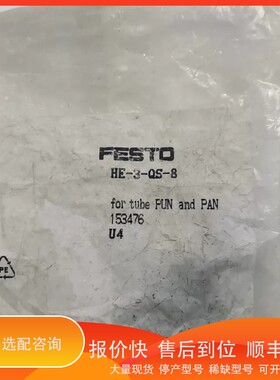 FESTO
HE-3-QS-8
for tube PUN and PAN
153476
U4
PE
选配咨询
报价快 售后到位 顺丰
大量现货 停产型号 稀缺型号 可开